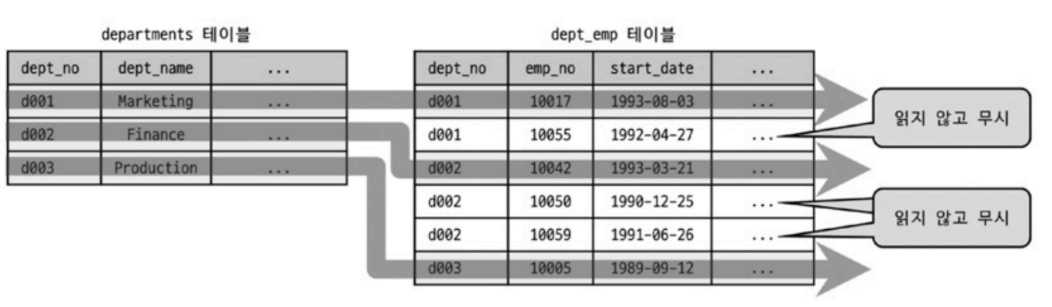 departments 테이블
dept_emp 테이블
dept_no dept_name ...
d001 Marketing ...
d002 Finance ...
d003 Production ...
dept_no emp_no start_date ...
d001 10017 1993-08-03 ...
d001 10055 1992-04-27 ...
d002 10042 1993-03-21 ...
d002 10050 1990-12-25 ...
d002 10059 1991-06-26 ...
d003 10005 1989-09-12 ...
읽지 않고 무시
읽지 않고 무시